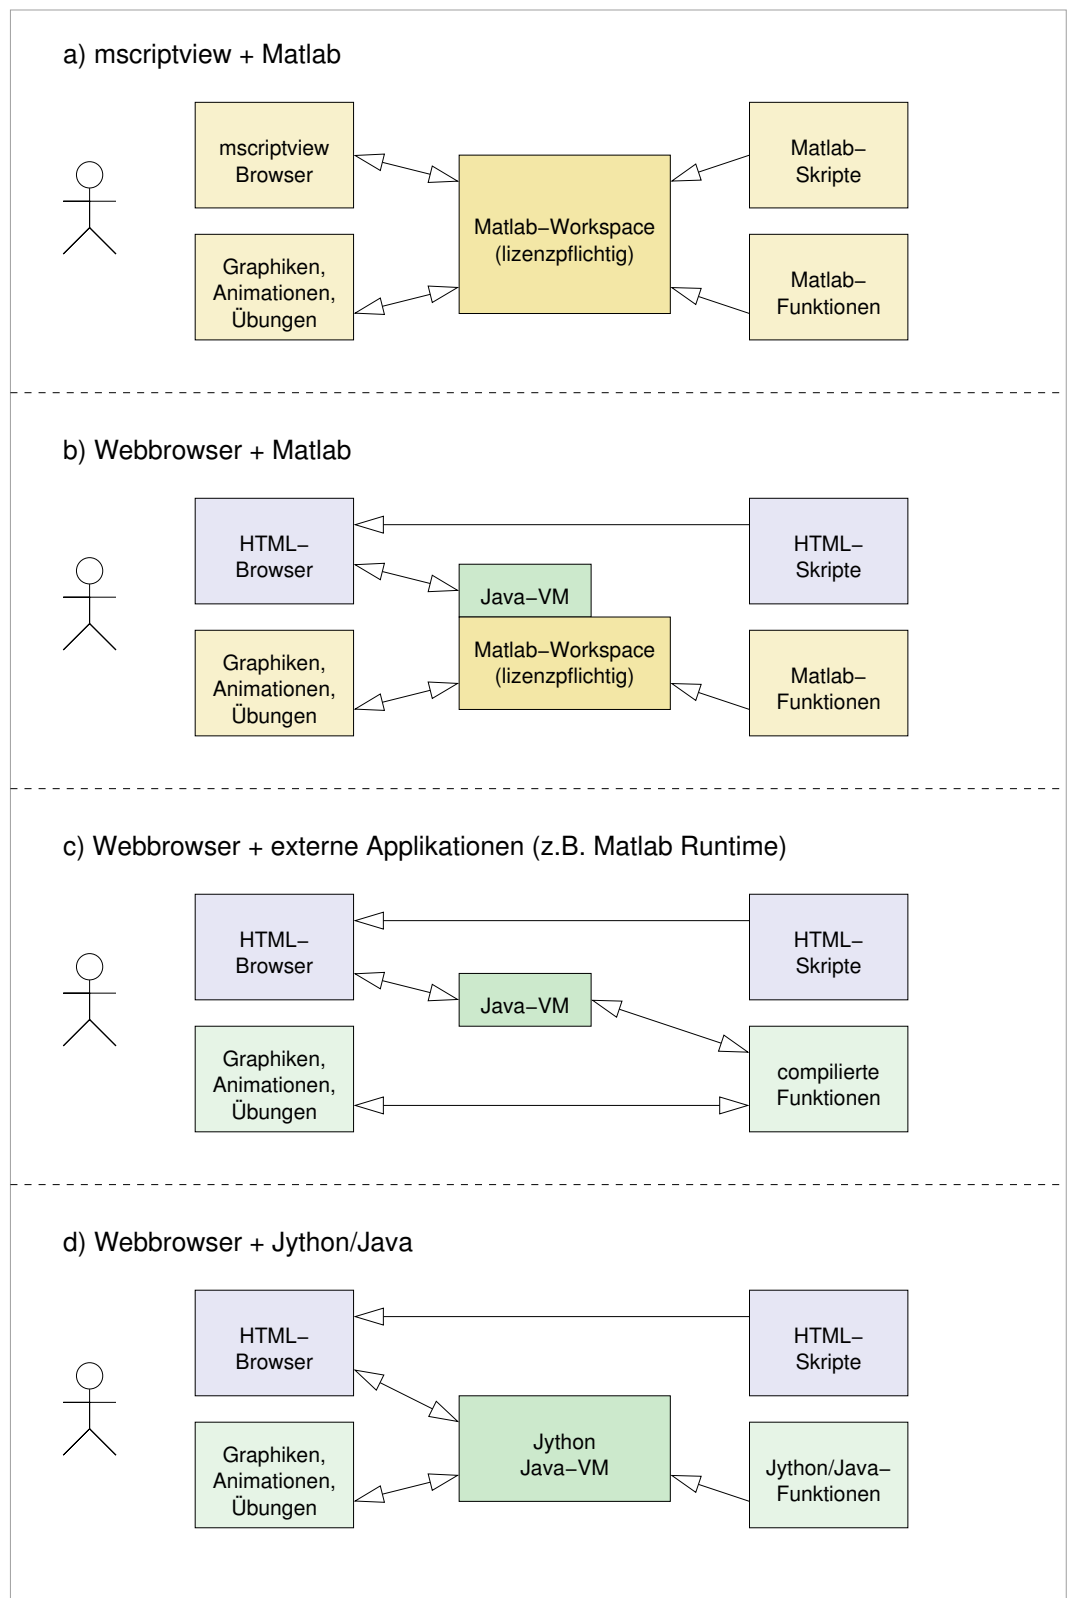 a) mscriptview + Matlab
mscriptview
Browser
Matlab–
Skripte
Matlab–Workspace
(lizenzpflichtig)
Graphiken,
Animationen,
Übungen
Matlab–
Funktionen
b) Webbrowser + Matlab
HTML–
Browser
HTML–
Skripte
Java–VM
Matlab–Workspace
(lizenzpflichtig)
Graphiken,
Animationen,
Übungen
Matlab–
Funktionen
c) Webbrowser + externe Applikationen (z.B. Matlab Runtime)
HTML–
Browser
HTML–
Skripte
Java–VM
Graphiken,
Animationen,
Übungen
compilierte
Funktionen
d) Webbrowser + Jython/Java
HTML–
Browser
HTML–
Skripte
Jython
Java–VM
Graphiken,
Animationen,
Übungen
Jython/Java–
Funktionen